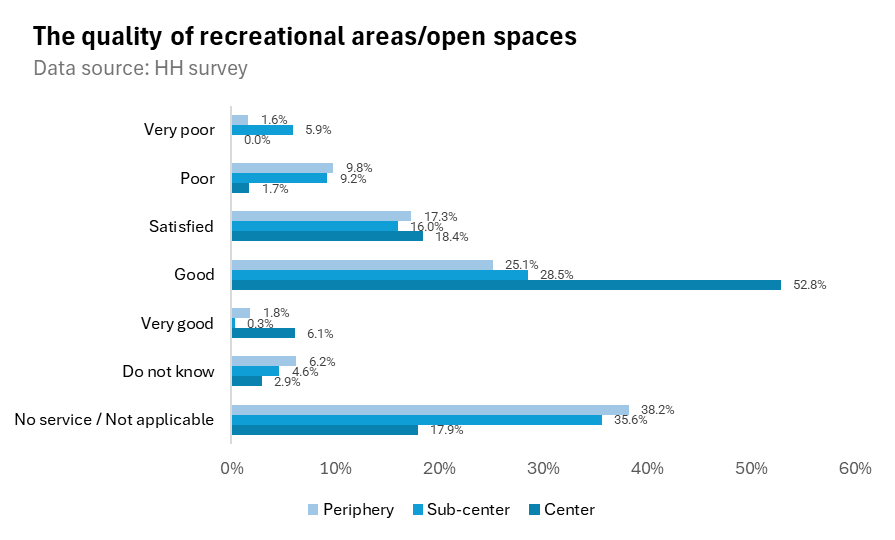 The quality of recreational areas/open spaces
Data source: HH survey
Very poor
1.6%
5.9%
0.0%
Poor
9.8%
9.2%
1.7%
Satisfied
17.3%
16.0%
18.4%
Good
25.1%
28.5%
52.8%
Very good
1.8%
0.3%
6.1%
Do not know
6.2%
4.6%
2.9%
No service / Not applicable
38.2%
35.6%
17.9%
0% 10% 20% 30% 40% 50% 60%
Periphery Sub-center Center